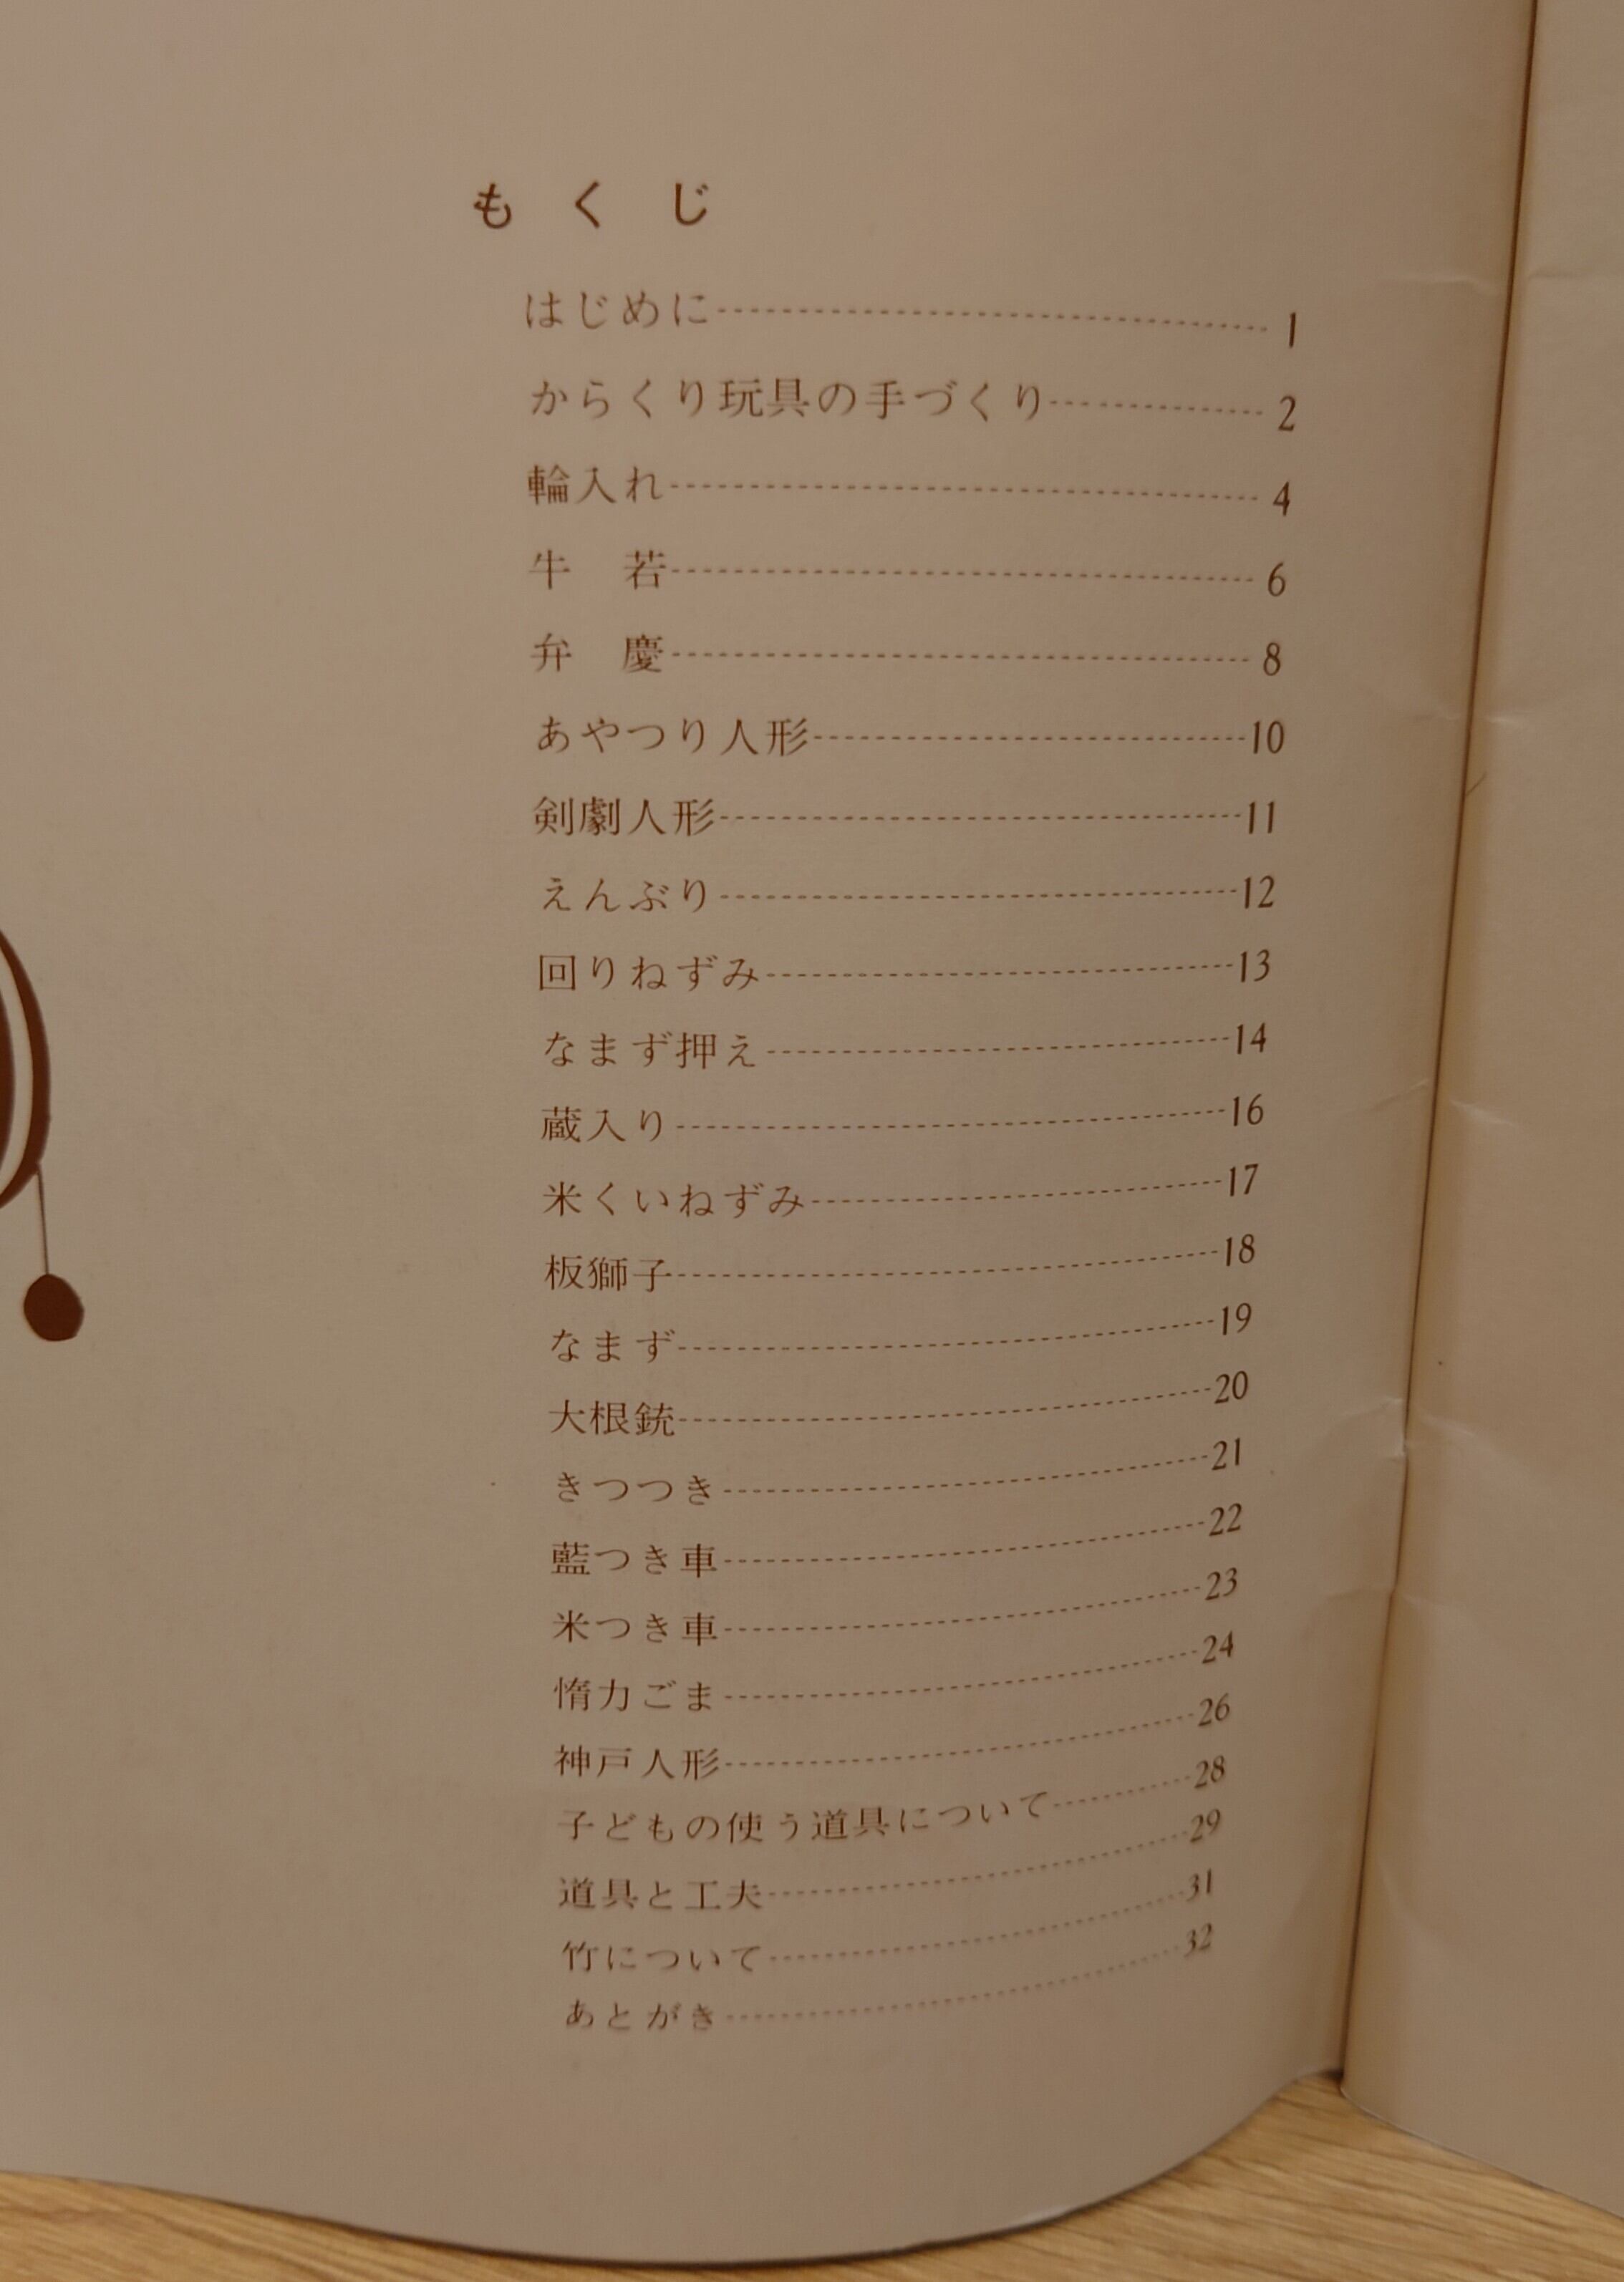 もくじ
はじめに 1
からくり玩具の手づくり 2
輪入れ 4
牛　若 6
弁　慶 8
あやつり人形 10
剣劇人形 11
えんぶり 12
回りねずみ 13
なまず押え 14
蔵入り 16
米くいねずみ 17
板獅子 18
なまず 19
大根銃 20
きつつき 21
藍つき車 22
米つき車 23
惰力ごま 24
神戸人形 26
子どもの使う道具について 28
道具と工夫 29
竹について 31
あとがき 32